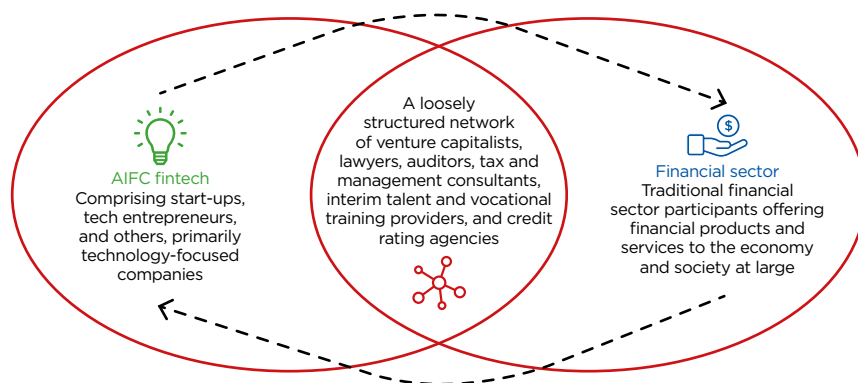 AIFC fintech
Comprising start-ups,
tech entrepreneurs,
and others, primarily
technology-focused
companies
A loosely
structured network
of venture capitalists,
lawyers, auditors, tax and
management consultants,
interim talent and vocational
training providers, and credit
rating agencies
$
Financial sector
Traditional financial
sector participants offering
financial products and
services to the economy
and society at large